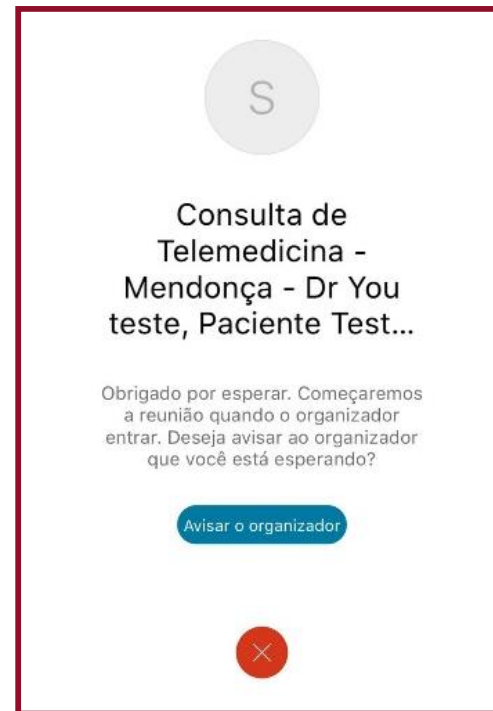 S
Consulta de
Telemedicina -
Mendonça - Dr You
teste, Paciente Test...
Obrigado por esperar. Começaremos
a reunião quando o organizador
entrar. Deseja avisar ao organizador
que você está esperando?
Avisar o organizador